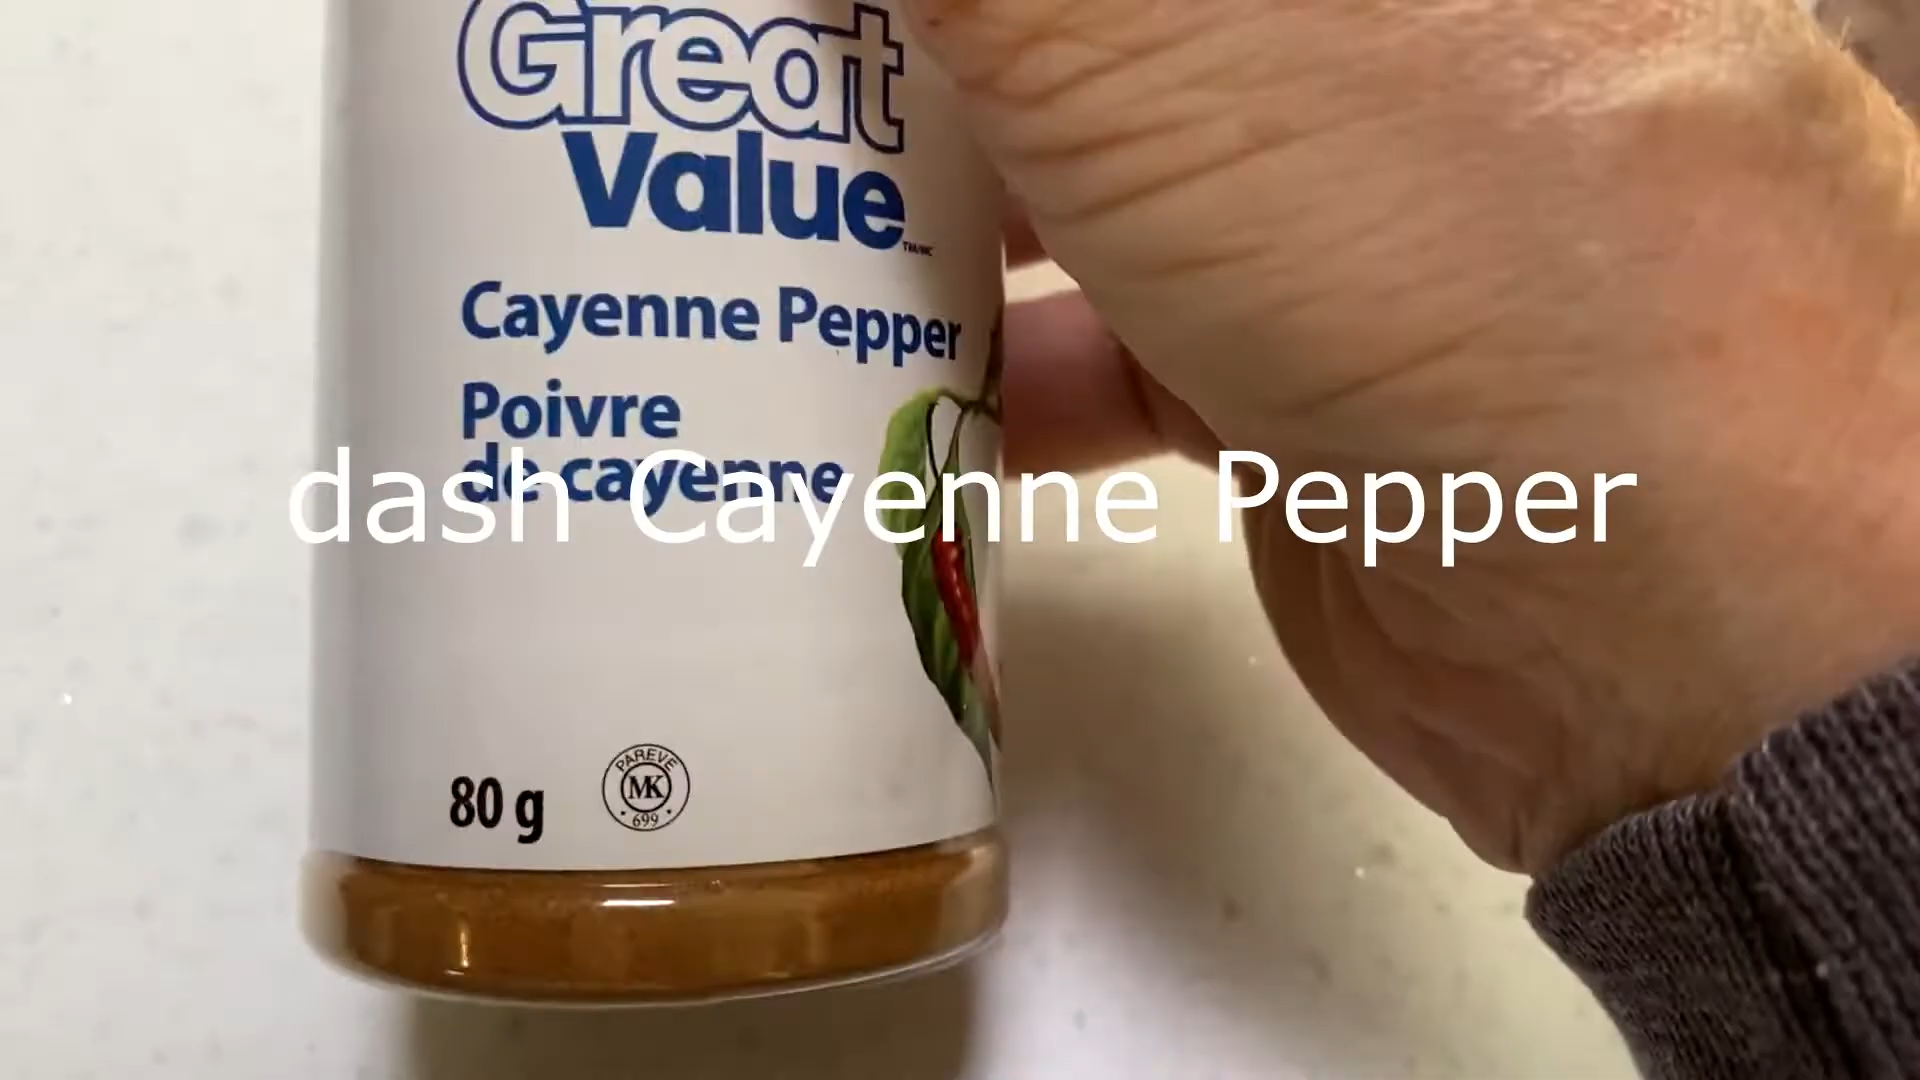 Great
Value
TM/MC
Cayenne Pepper
Poivre
de cayenne
dash Cayenne Pepper
80 g
PAREVE
MK
699